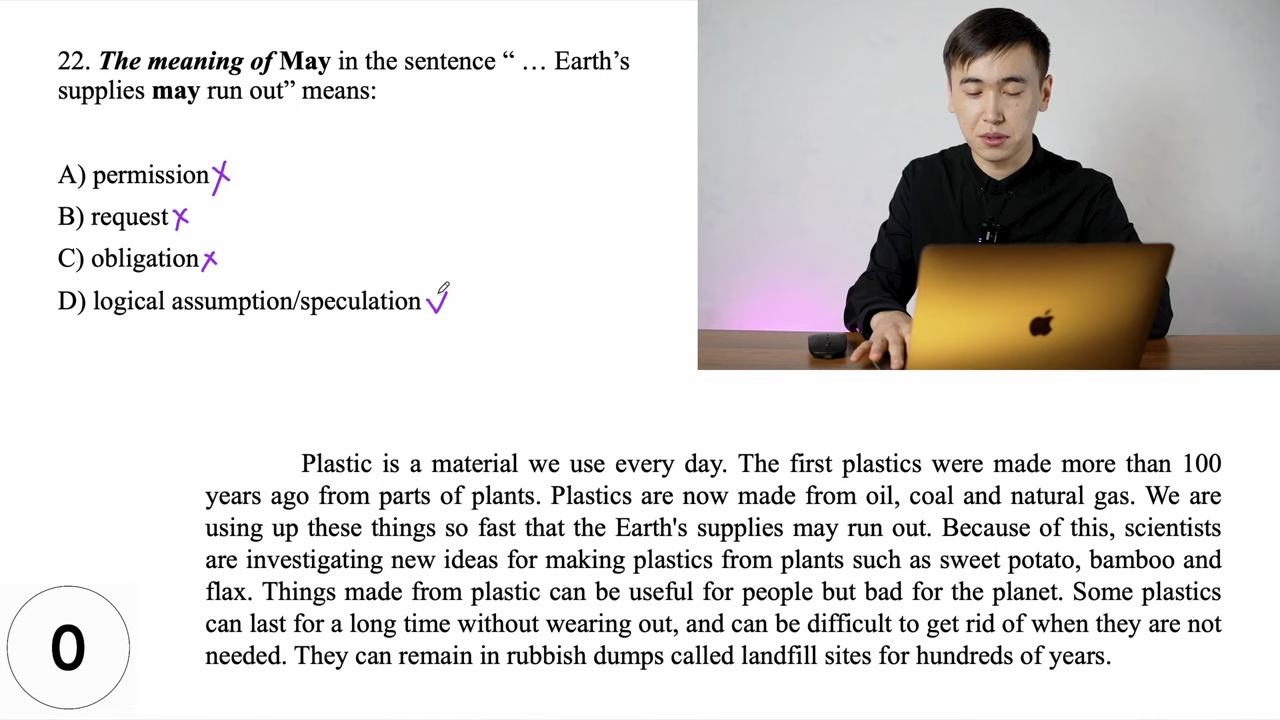 22. The meaning of May in the sentence “ … Earth’s
supplies may run out” means:
A) permission
B) request
C) obligation
D) logical assumption/speculation
Plastic is a material we use every day. The first plastics were made more than 100
years ago from parts of plants. Plastics are now made from oil, coal and natural gas. We are
using up these things so fast that the Earth's supplies may run out. Because of this, scientists
are investigating new ideas for making plastics from plants such as sweet potato, bamboo and
flax. Things made from plastic can be useful for people but bad for the planet. Some plastics
can last for a long time without wearing out, and can be difficult to get rid of when they are not
needed. They can remain in rubbish dumps called landfill sites for hundreds of years.
0